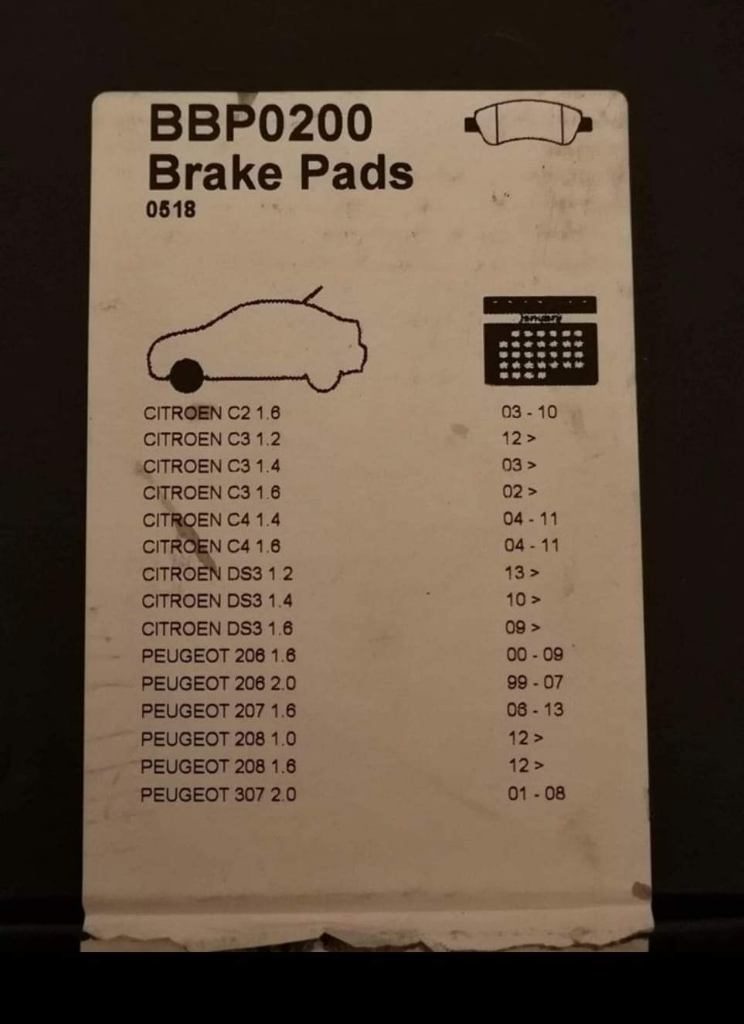 BBP0200
Brake Pads
0518
January
CITROEN C2 1.6 03 - 10
CITROEN C3 1.2 12 >
CITROEN C3 1.4 03 >
CITROEN C3 1.6 02 >
CITROEN C4 1.4 04 - 11
CITROEN C4 1.6 04 - 11
CITROEN DS3 1 2 13 >
CITROEN DS3 1.4 10 >
CITROEN DS3 1.6 09 >
PEUGEOT 206 1.6 00 - 09
PEUGEOT 206 2.0 99 - 07
PEUGEOT 207 1.6 06 - 13
PEUGEOT 208 1.0 12 >
PEUGEOT 208 1.6 12 >
PEUGEOT 307 2.0 01 - 08